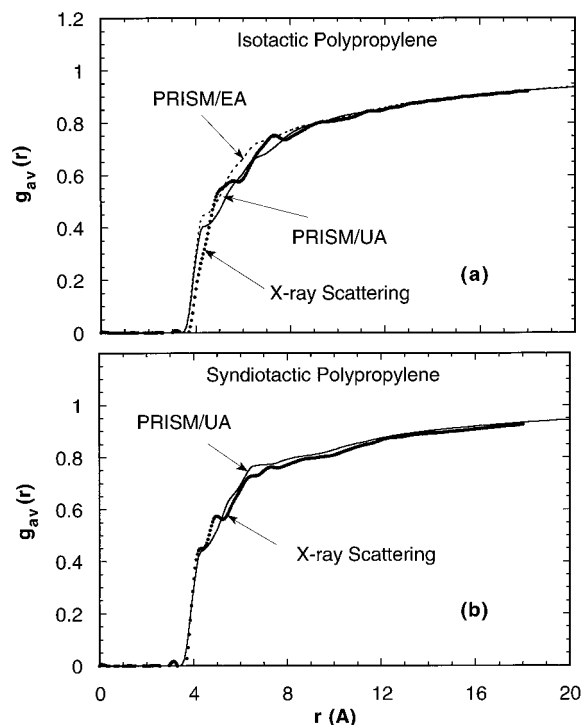 Isotactic Polypropylene
1.2
1
0.8
0.6
0.4
0.2
0
g_av (r)
PRISM/EA
PRISM/UA
X-ray Scattering
(a)
Syndiotactic Polypropylene
1
0.8
0.6
0.4
0.2
0
g_av (r)
PRISM/UA
X-ray Scattering
(b)
0 4 8 12 16 20
r (A)